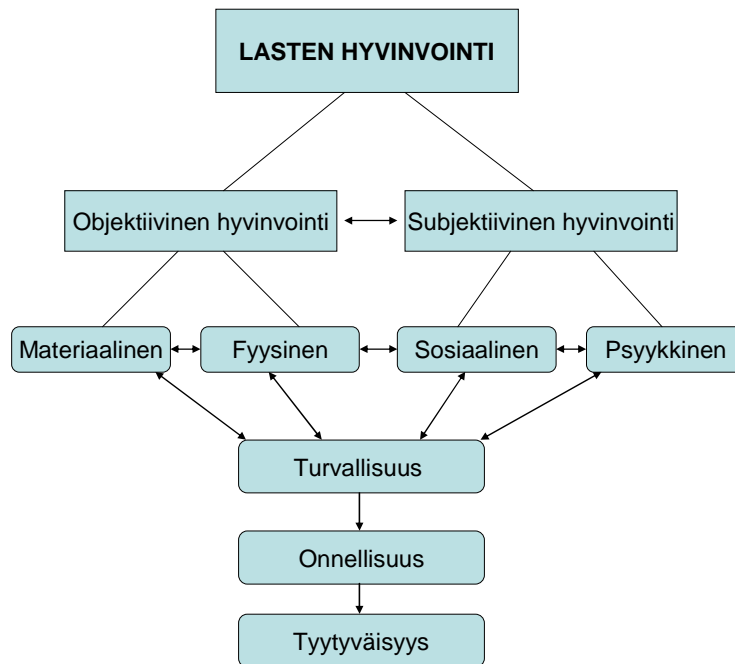 LASTEN HYVINVOINTI
Objektiivinen hyvinvointi
Subjektiivinen hyvinvointi
Materiaalinen
Fyysinen
Sosiaalinen
Psyykkinen
Turvallisuus
Onnellisuus
Tyytyväisyys